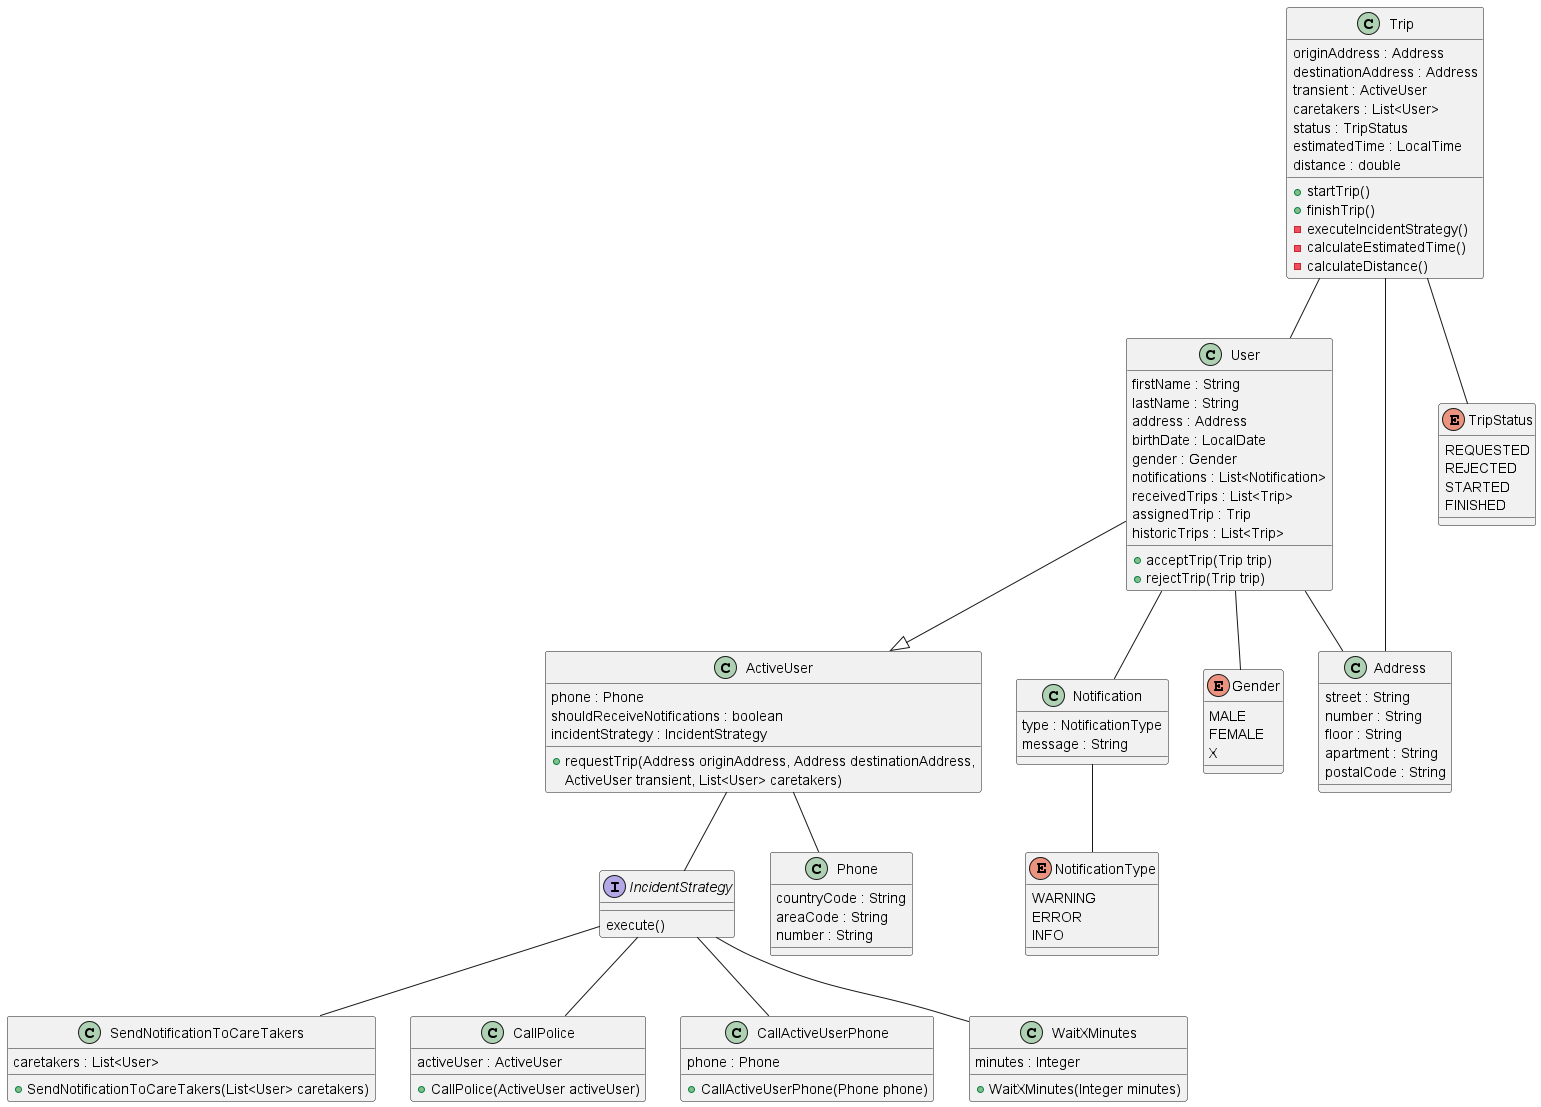 C Trip
originAddress : Address
destinationAddress : Address
transient : ActiveUser
caretakers : List<User>
status : TripStatus
estimatedTime : LocalTime
distance : double
startTrip()
finishTrip()
executeIncidentStrategy()
calculateEstimatedTime()
calculateDistance()
C User
firstName : String
lastName : String
address : Address
birthDate : LocalDate
gender : Gender
notifications : List<Notification>
receivedTrips : List<Trip>
assignedTrip : Trip
historicTrips : List<Trip>
acceptTrip(Trip trip)
rejectTrip(Trip trip)
E TripStatus
REQUESTED
REJECTED
STARTED
FINISHED
C ActiveUser
phone : Phone
shouldReceiveNotifications : boolean
incidentStrategy : IncidentStrategy
requestTrip(Address originAddress, Address destinationAddress,
ActiveUser transient, List<User> caretakers)
C Notification
type : NotificationType
message : String
E Gender
MALE
FEMALE
X
C Address
street : String
number : String
floor : String
apartment : String
postalCode : String
I IncidentStrategy
execute()
C Phone
countryCode : String
areaCode : String
number : String
E NotificationType
WARNING
ERROR
INFO
C SendNotificationToCareTakers
caretakers : List<User>
SendNotificationToCareTakers(List<User> caretakers)
C CallPolice
activeUser : ActiveUser
CallPolice(ActiveUser activeUser)
C CallActiveUserPhone
phone : Phone
CallActiveUserPhone(Phone phone)
C WaitXMinutes
minutes : Integer
WaitXMinutes(Integer minutes)